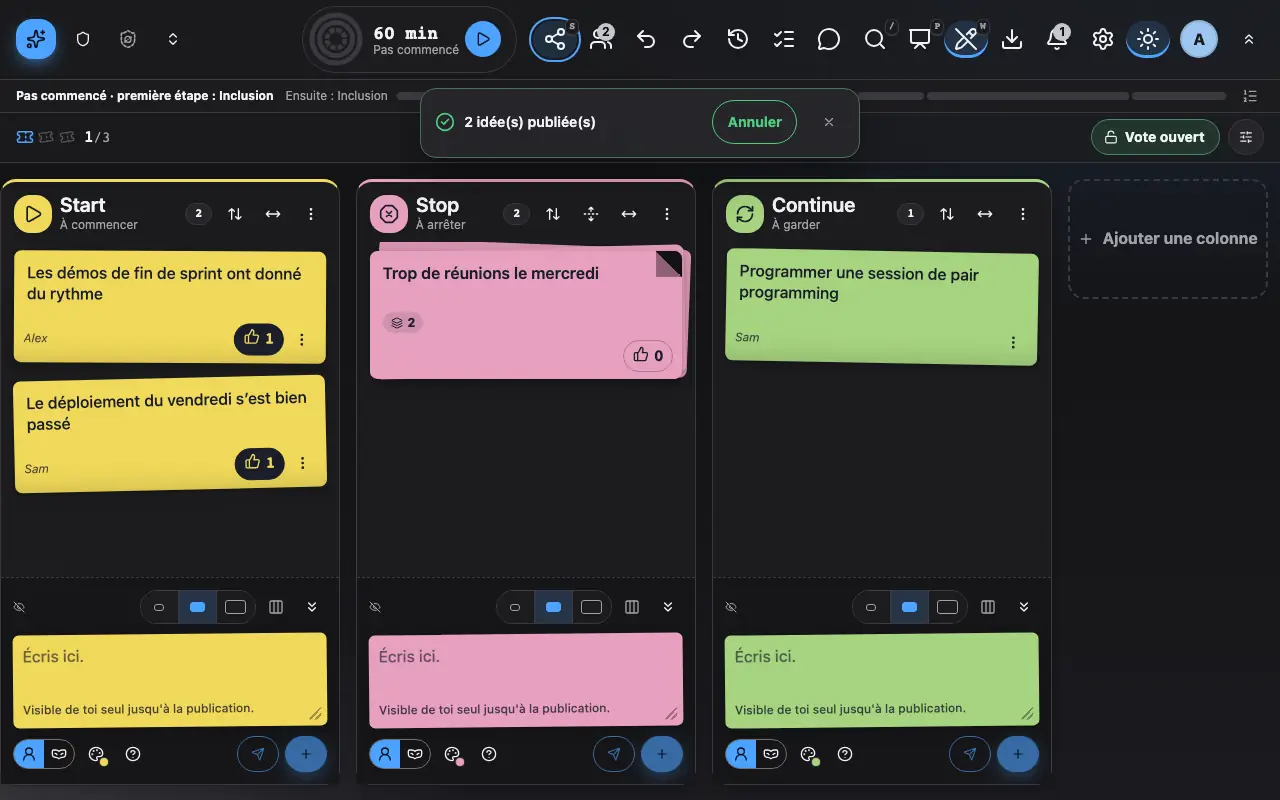 60 min
Pas commencé
S
2
/
P
W
1
A
Pas commencé · première étape : Inclusion
Ensuite : Inclusion
2 idée(s) publiée(s)
Annuler
1/3
Vote ouvert
Start
À commencer
2
Les démos de fin de sprint ont donné
du rythme
Alex
1
Le déploiement du vendredi s’est bien
passé
Sam
1
Écris ici.
Visible de toi seul jusqu'à la publication.
Stop
À arrêter
2
Trop de réunions le mercredi
2
0
Écris ici.
Visible de toi seul jusqu'à la publication.
Continue
À garder
1
Programmer une session de pair
programming
Sam
Écris ici.
Visible de toi seul jusqu'à la publication.
+ Ajouter une colonne